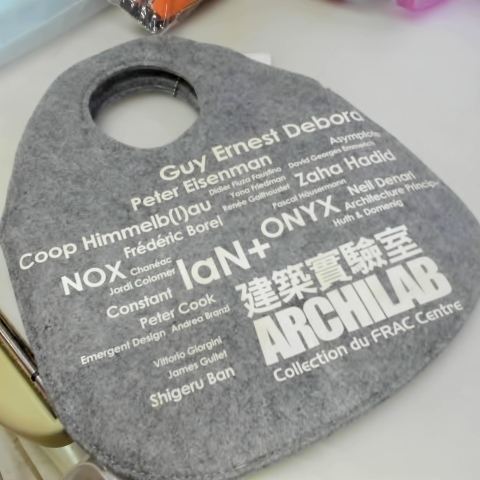 Guy Ernest Debord
Peter Eisenman
Asymptote
Didier Fiuza Faustino
David Georges Emmerich
Yona Friedman
Zaha Hadid
Coop Himmelb(l)au
Renée Gailhoustet
Pascal Häusermann
Neil Denari
Frédéric Borel
ONYX
Architecture Principe
Huth & Domenig
NOX
Chanéac
Jordi Colomer
IaN+
Constant
Peter Cook
Emergent Design
Andrea Branzi
Vittorio Giorgini
James Guitet
Shigeru Ban
建築實驗室
ARCHILAB
Collection du FRAC Centre